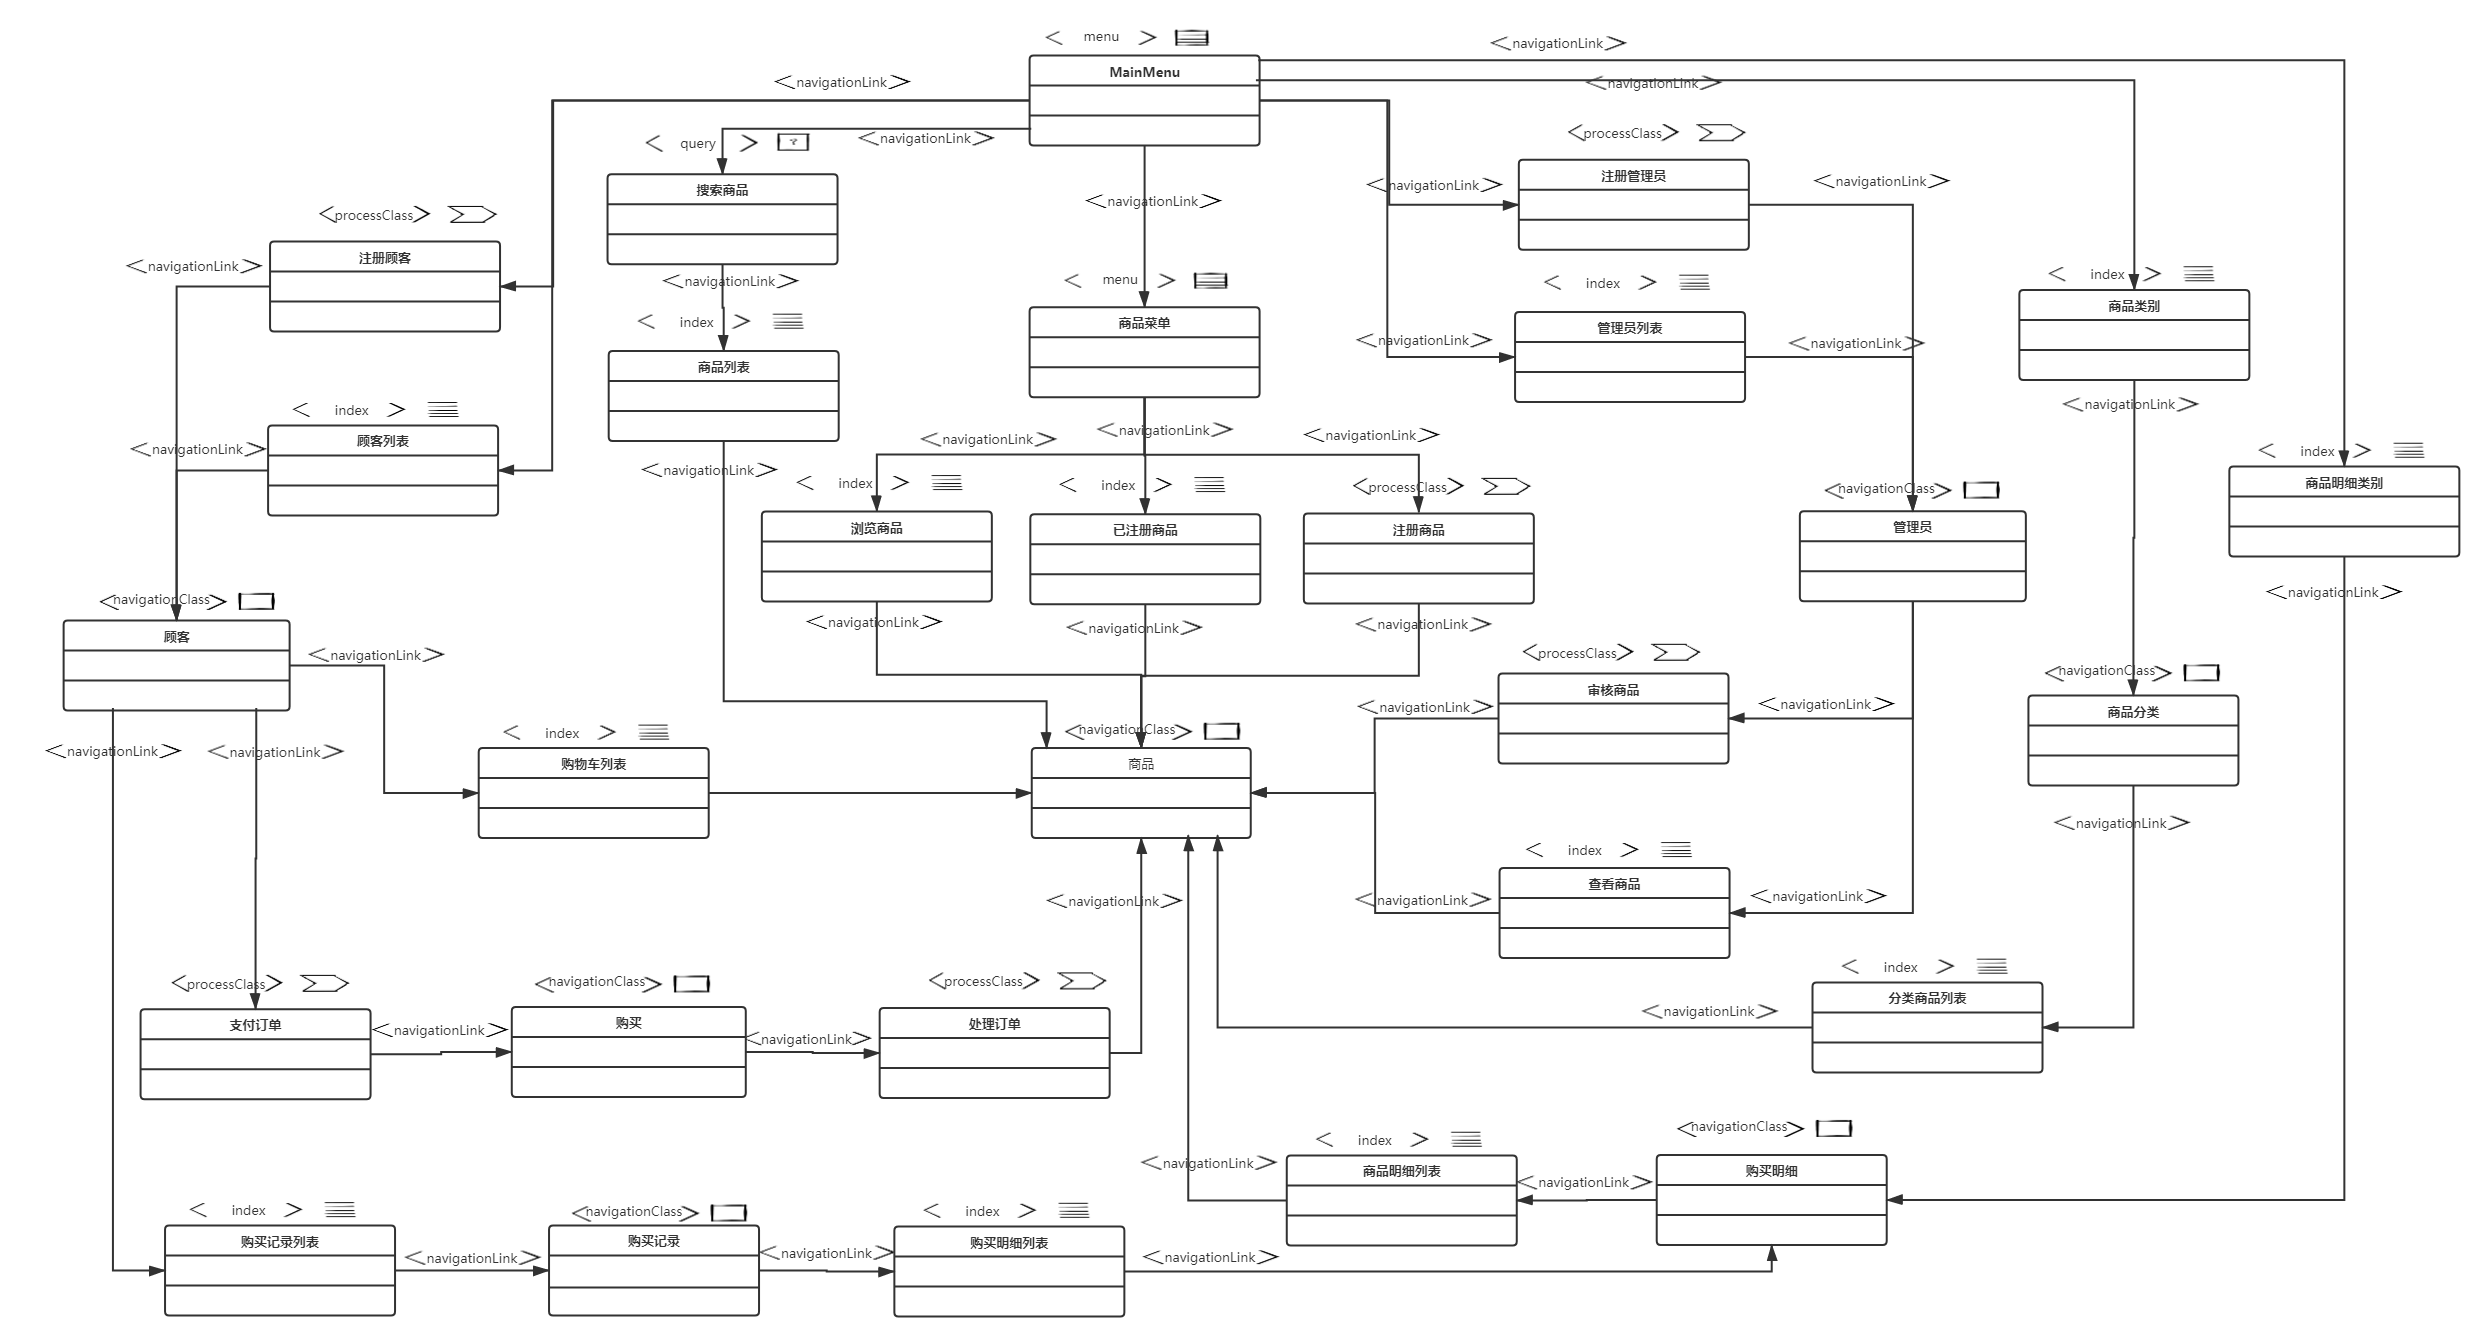 < menu >
<navigationLink>
MainMenu
<navigationLink>
<navigationLink>
<navigationLink>
<processClass>
< query >
<navigationLink>
搜索商品
注册管理员
<navigationLink>
<navigationLink>
<navigationLink>
<processClass>
注册顾客
<navigationLink>
<navigationLink>
< menu >
< index >
< index >
商品类别
< index >
商品菜单
管理员列表
<navigationLink>
<navigationLink>
商品列表
< index >
顾客列表
<navigationLink>
<navigationLink>
<navigationLink>
<navigationLink>
<navigationLink>
<navigationLink>
< index >
商品明细类别
< index >
< index >
<processClass>
<navigationClass>
浏览商品
已注册商品
注册商品
管理员
<navigationLink>
<navigationClass>
顾客
<navigationLink>
<navigationLink>
<navigationLink>
<navigationLink>
<processClass>
审核商品
<navigationClass>
商品分类
<navigationLink>
<navigationLink>
<navigationLink>
<navigationLink>
< index >
购物车列表
<navigationClass>
商品
<navigationLink>
< index >
查看商品
<navigationLink>
<navigationLink>
<navigationLink>
< index >
分类商品列表
<navigationLink>
<processClass>
支付订单
<navigationLink>
<navigationClass>
购买
<navigationLink>
<processClass>
处理订单
< index >
商品明细列表
<navigationLink>
<navigationLink>
<navigationClass>
购买明细
< index >
购买记录列表
<navigationLink>
<navigationClass>
购买记录
<navigationLink>
< index >
购买明细列表
<navigationLink>